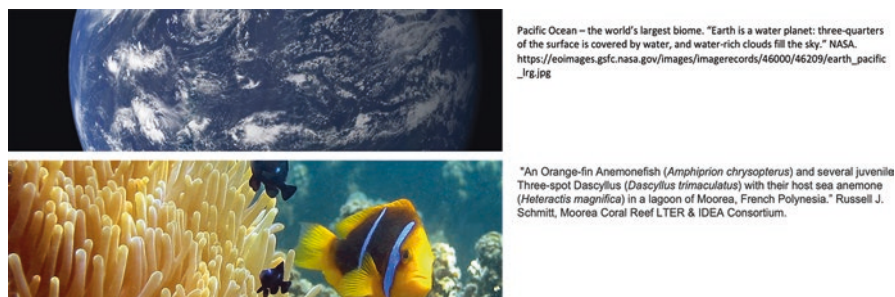 Pacific Ocean – the world's largest biome. “Earth is a water planet: three-quarters
of the surface is covered by water, and water-rich clouds fill the sky.” NASA.
https://eoimages.gsfc.nasa.gov/images/imagerecords/46000/46209/earth_pacific
_lrg.jpg
"An Orange-fin Anemonefish (Amphiprion chrysopterus) and several juvenile
Three-spot Dascyllus (Dascyllus trimaculatus) with their host sea anemone
(Heteractis magnifica) in a lagoon of Moorea, French Polynesia.” Russell J.
Schmitt, Moorea Coral Reef LTER & IDEA Consortium.